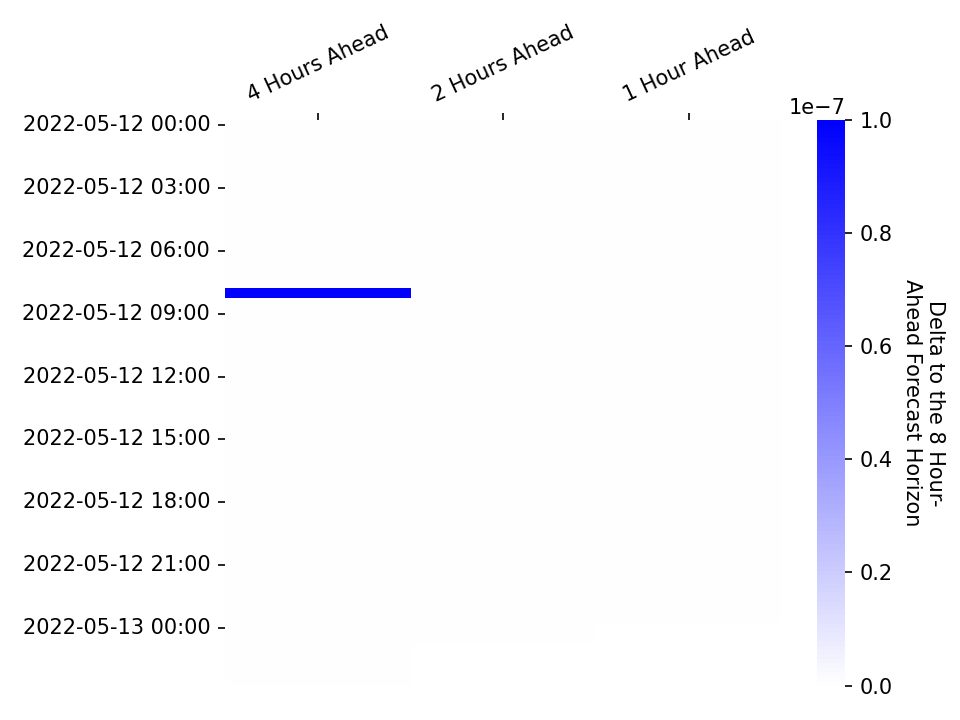 4 Hours Ahead
2 Hours Ahead
1 Hour Ahead
1e−7
2022-05-12 00:00
2022-05-12 03:00
2022-05-12 06:00
2022-05-12 09:00
2022-05-12 12:00
2022-05-12 15:00
2022-05-12 18:00
2022-05-12 21:00
2022-05-13 00:00
1.0
0.8
0.6
0.4
0.2
0.0
Delta to the 8 Hour-
Ahead Forecast Horizon